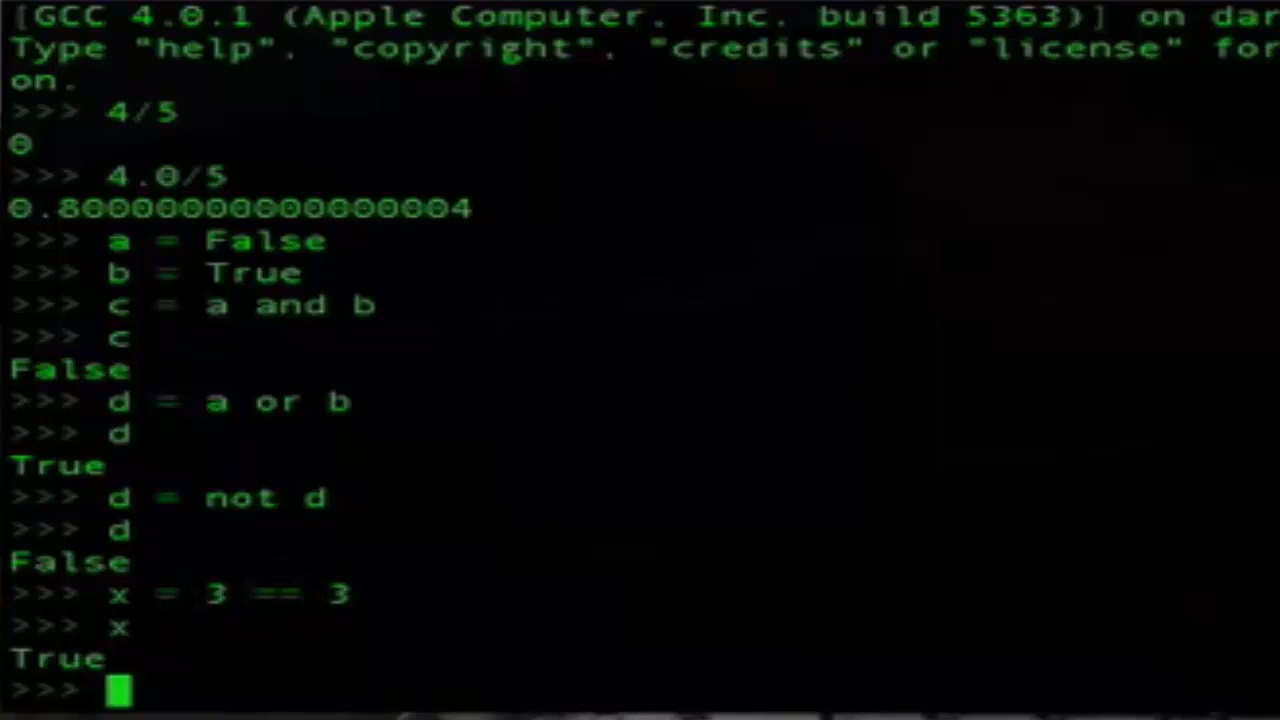 [GCC 4.0.1 (Apple Computer, Inc. build 5363)] on dar
Type "help", "copyright", "credits" or "license" for
on.
>>> 4/5
0
>>> 4.0/5
0.80000000000000004
>>> a = False
>>> b = True
>>> c = a and b
>>> c
False
>>> d = a or b
>>> d
True
>>> d = not d
>>> d
False
>>> x = 3 == 3
>>> x
True
>>>